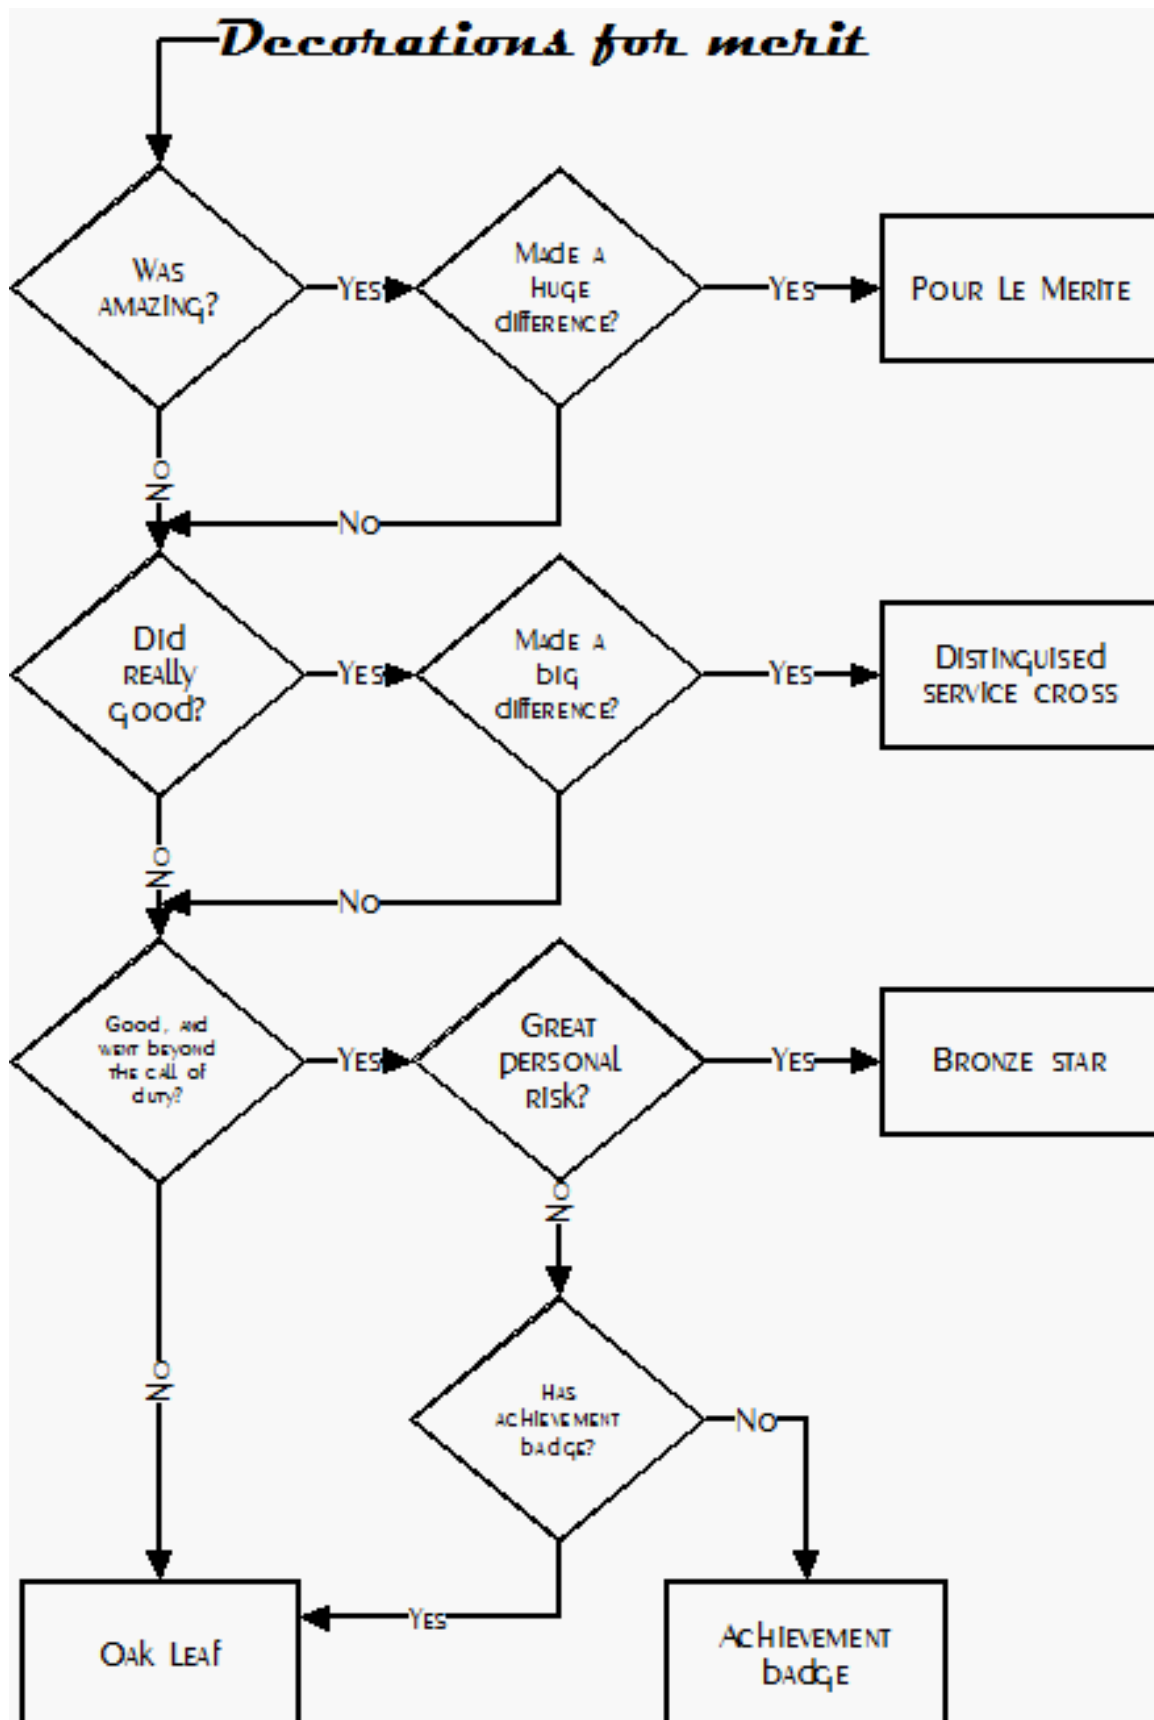 Decorations for merit
Was
amazing?
Yes
Made a
huge
difference?
Yes
Pour Le Merite
No
No
Did
really
good?
Yes
Made a
big
difference?
Yes
Distinguised
service cross
No
No
Good, and
went beyond
the call of
duty?
Yes
Great
personal
risk?
Yes
Bronze star
No
No
Has
achievement
badge?
No
Yes
Oak Leaf
Achievement
badge